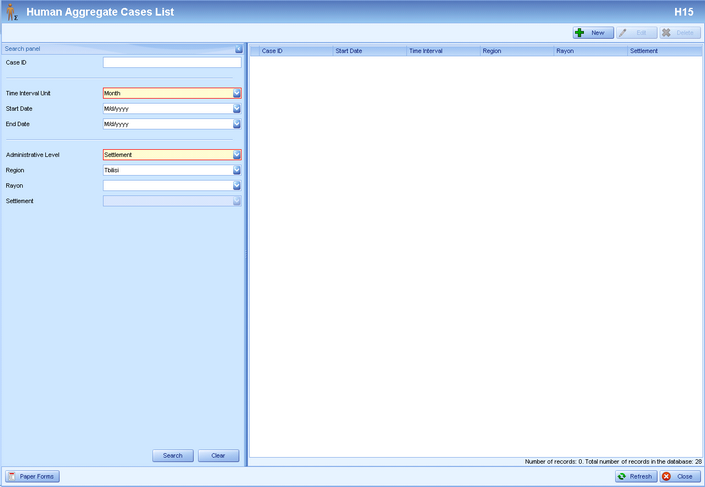 Human Aggregate Cases List H15
New Edit Delete
Search panel
Case ID
Time Interval Unit Month
Start Date M/d/yyyy
End Date M/d/yyyy
Administrative Level Settlement
Region Tbilisi
Rayon
Settlement
Search Clear
Case ID Start Date Time Interval Region Rayon Settlement
Number of records: 0. Total number of records in the database: 28
Paper Forms Refresh Close